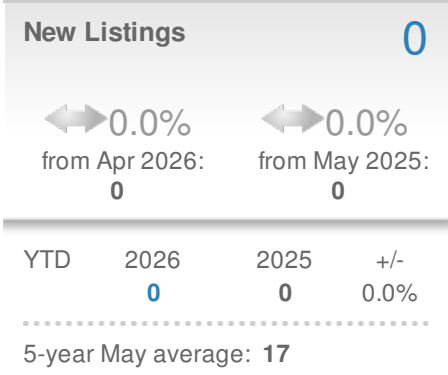 New Listings 0
0.0% 0.0%
from Apr 2026: from May 2025:
0 0
YTD 2026 2025 +/-
0 0 0.0%
5-year May average: 17